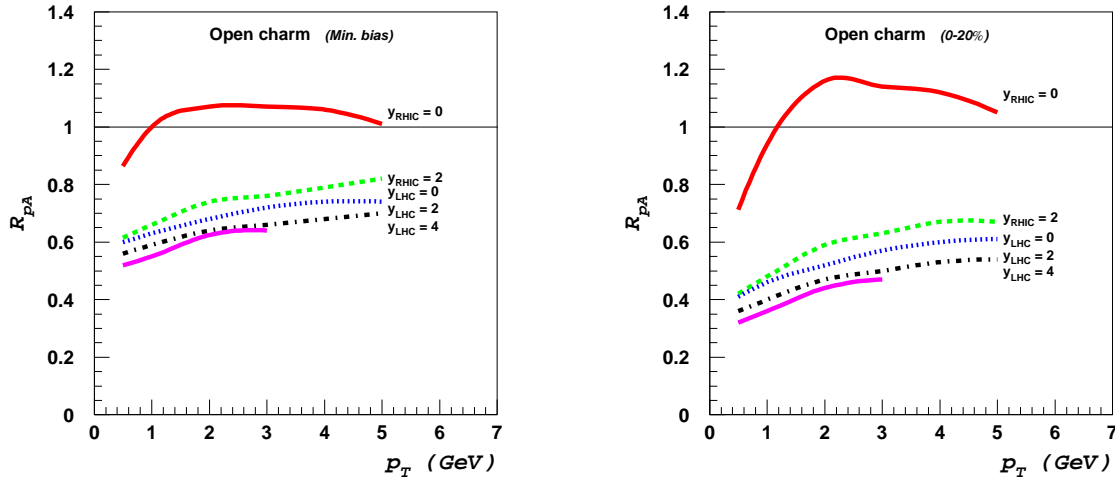 Open charm (Min. bias)
R_pA
1.4
1.2
1
0.8
0.6
0.4
0.2
0
y_RHIC = 0
y_RHIC = 2
y_LHC = 0
y_LHC = 2
y_LHC = 4
0 1 2 3 4 5 6 7
p_T (GeV)
Open charm (0-20%)
R_pA
1.4
1.2
1
0.8
0.6
0.4
0.2
0
y_RHIC = 0
y_RHIC = 2
y_LHC = 0
y_LHC = 2
y_LHC = 4
0 1 2 3 4 5 6 7
p_T (GeV)